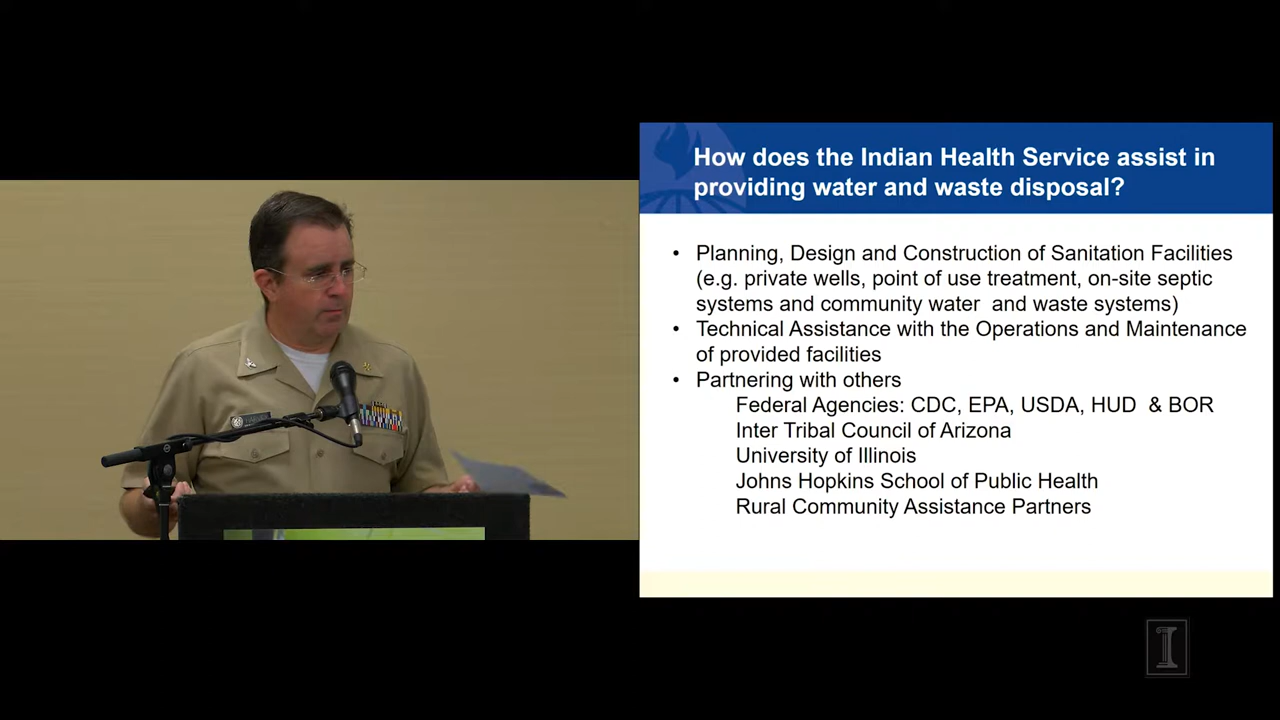 How does the Indian Health Service assist in
providing water and waste disposal?
• Planning, Design and Construction of Sanitation Facilities
(e.g. private wells, point of use treatment, on-site septic
systems and community water and waste systems)
• Technical Assistance with the Operations and Maintenance
of provided facilities
• Partnering with others
Federal Agencies: CDC, EPA, USDA, HUD & BOR
Inter Tribal Council of Arizona
University of Illinois
Johns Hopkins School of Public Health
Rural Community Assistance Partners